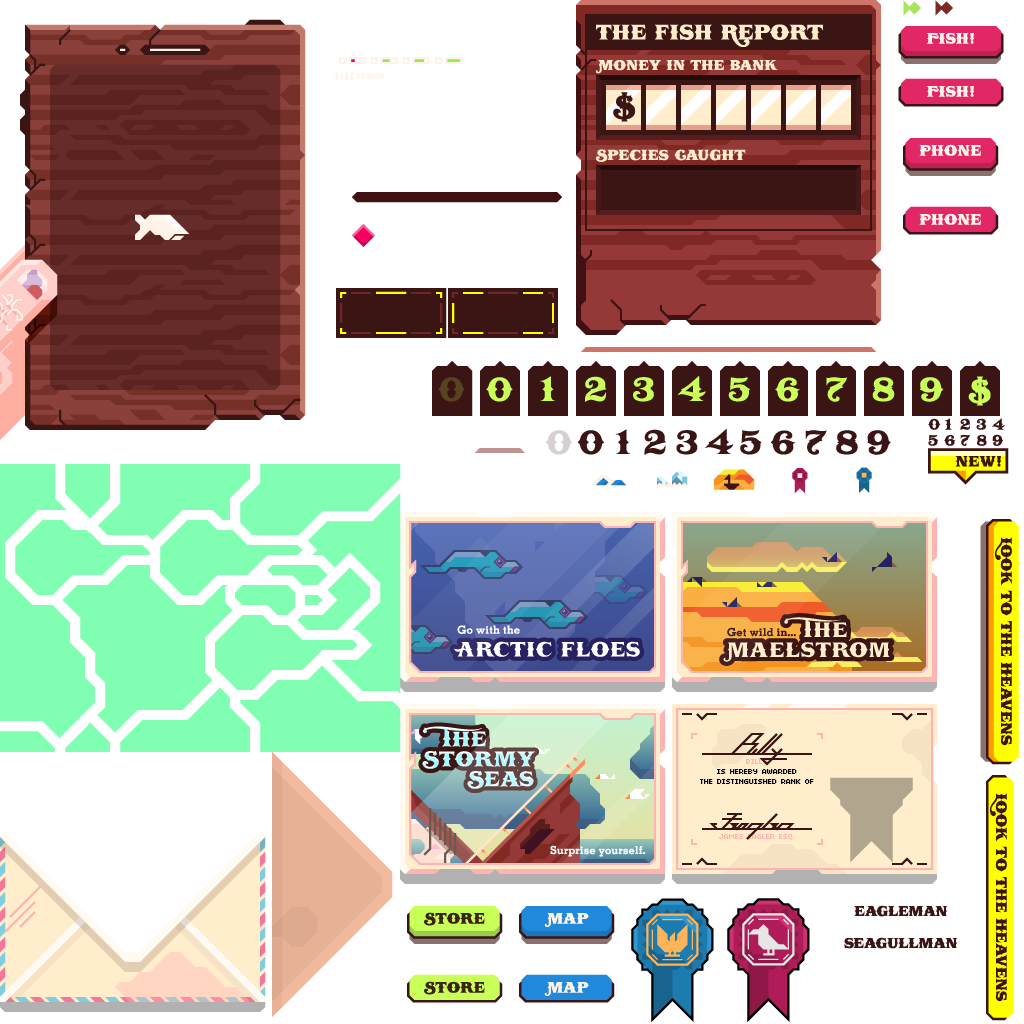 THE FISH REPORT
MONEY IN THE BANK
$
SPECIES CAUGHT
FISH!
FISH!
PHONE
PHONE
0 0 1 2 3 4 5 6 7 8 9 $
0 0 1 2 3 4 5 6 7 8 9
0 1 2 3 4
5 6 7 8 9
NEW!
1
Go with the
ARCTIC FLOES
Get wild in... THE
MAELSTROM
THE
STORMY
SEAS
Surprise yourself.
Billy
IS HEREBY AWARDED
THE DISTINGUISHED RANK OF
LOOK TO THE HEAVENS
LOOK TO THE HEAVENS
STORE
MAP
STORE
MAP
EAGLEMAN
SEAGULLMAN